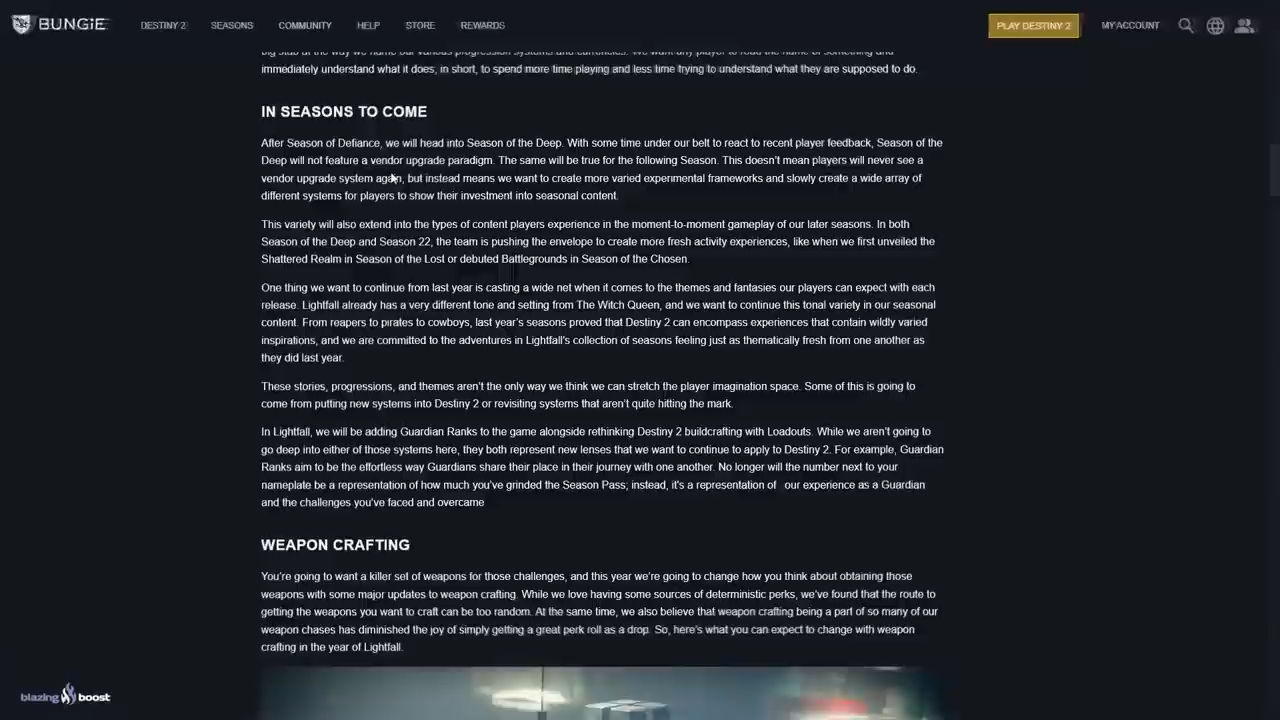 BUNGiE
DESTINY 2
SEASONS
COMMUNITY
HELP
STORE
REWARDS
PLAY DESTINY 2
MY ACCOUNT
big stab at the way we name our various progression systems and currencies. We want any player to read the name of something and
immediately understand what it does; in short, to spend more time playing and less time trying to understand what they are supposed to do.
IN SEASONS TO COME
After Season of Defiance, we will head into Season of the Deep. With some time under our belt to react to recent player feedback, Season of the
Deep will not feature a vendor upgrade paradigm. The same will be true for the following Season. This doesn't mean players will never see a
vendor upgrade system again, but instead means we want to create more varied experimental frameworks and slowly create a wide array of
different systems for players to show their investment into seasonal content.
This variety will also extend into the types of content players experience in the moment-to-moment gameplay of our later seasons. In both
Season of the Deep and Season 22, the team is pushing the envelope to create more fresh activity experiences, like when we first unveiled the
Shattered Realm in Season of the Lost or debuted Battlegrounds in Season of the Chosen.
One thing we want to continue from last year is casting a wide net when it comes to the themes and fantasies our players can expect with each
release. Lightfall already has a very different tone and setting from The Witch Queen, and we want to continue this tonal variety in our seasonal
content. From reapers to pirates to cowboys, last year's seasons proved that Destiny 2 can encompass experiences that contain wildly varied
inspirations, and we are committed to the adventures in Lightfall's collection of seasons feeling just as thematically fresh from one another as
they did last year.
These stories, progressions, and themes aren't the only way we think we can stretch the player imagination space. Some of this is going to
come from putting new systems into Destiny 2 or revisiting systems that aren't quite hitting the mark.
In Lightfall, we will be adding Guardian Ranks to the game alongside rethinking Destiny 2 buildcrafting with Loadouts. While we aren't going to
go deep into either of those systems here, they both represent new lenses that we want to continue to apply to Destiny 2. For example, Guardian
Ranks aim to be the effortless way Guardians share their place in their journey with one another. No longer will the number next to your
nameplate be a representation of how much you've grinded the Season Pass; instead, it's a representation of our experience as a Guardian
and the challenges you've faced and overcame
WEAPON CRAFTING
You're going to want a killer set of weapons for those challenges, and this year we're going to change how you think about obtaining those
weapons with some major updates to weapon crafting. While we love having some sources of deterministic perks, we've found that the route to
getting the weapons you want to craft can be too random. At the same time, we also believe that weapon crafting being a part of so many of our
weapon chases has diminished the joy of simply getting a great perk roll as a drop. So, here's what you can expect to change with weapon
crafting in the year of Lightfall.
blazing boost